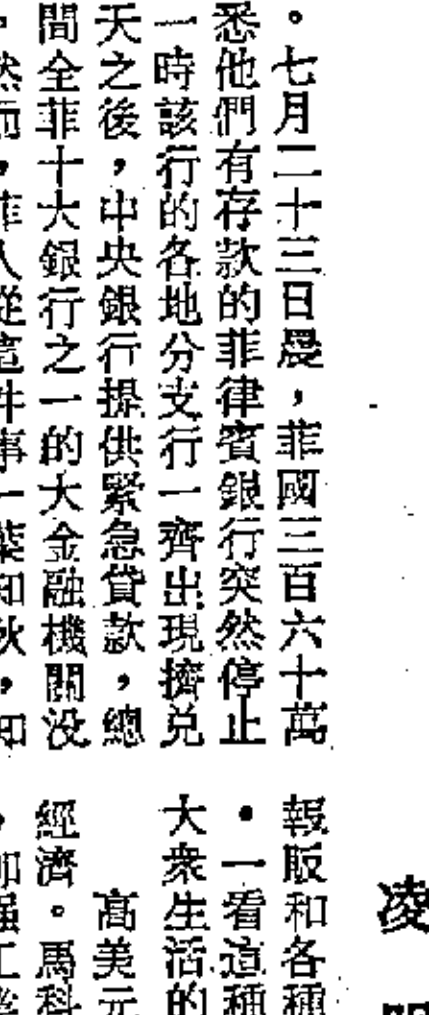 。七月二十三日晨，菲國三百六十萬
悉他們有存款的菲律賓銀行突然停止
一時該行的各地分支行一齊出現擠兌
天之後，中央銀行提供緊急貸款，總
間全菲十大銀行之一的大金融機關没
，然而，菲人從這件事一葉知秋，知
凌
報販和各種
・一看這種
大衆生活的
高美元
經濟。馬科